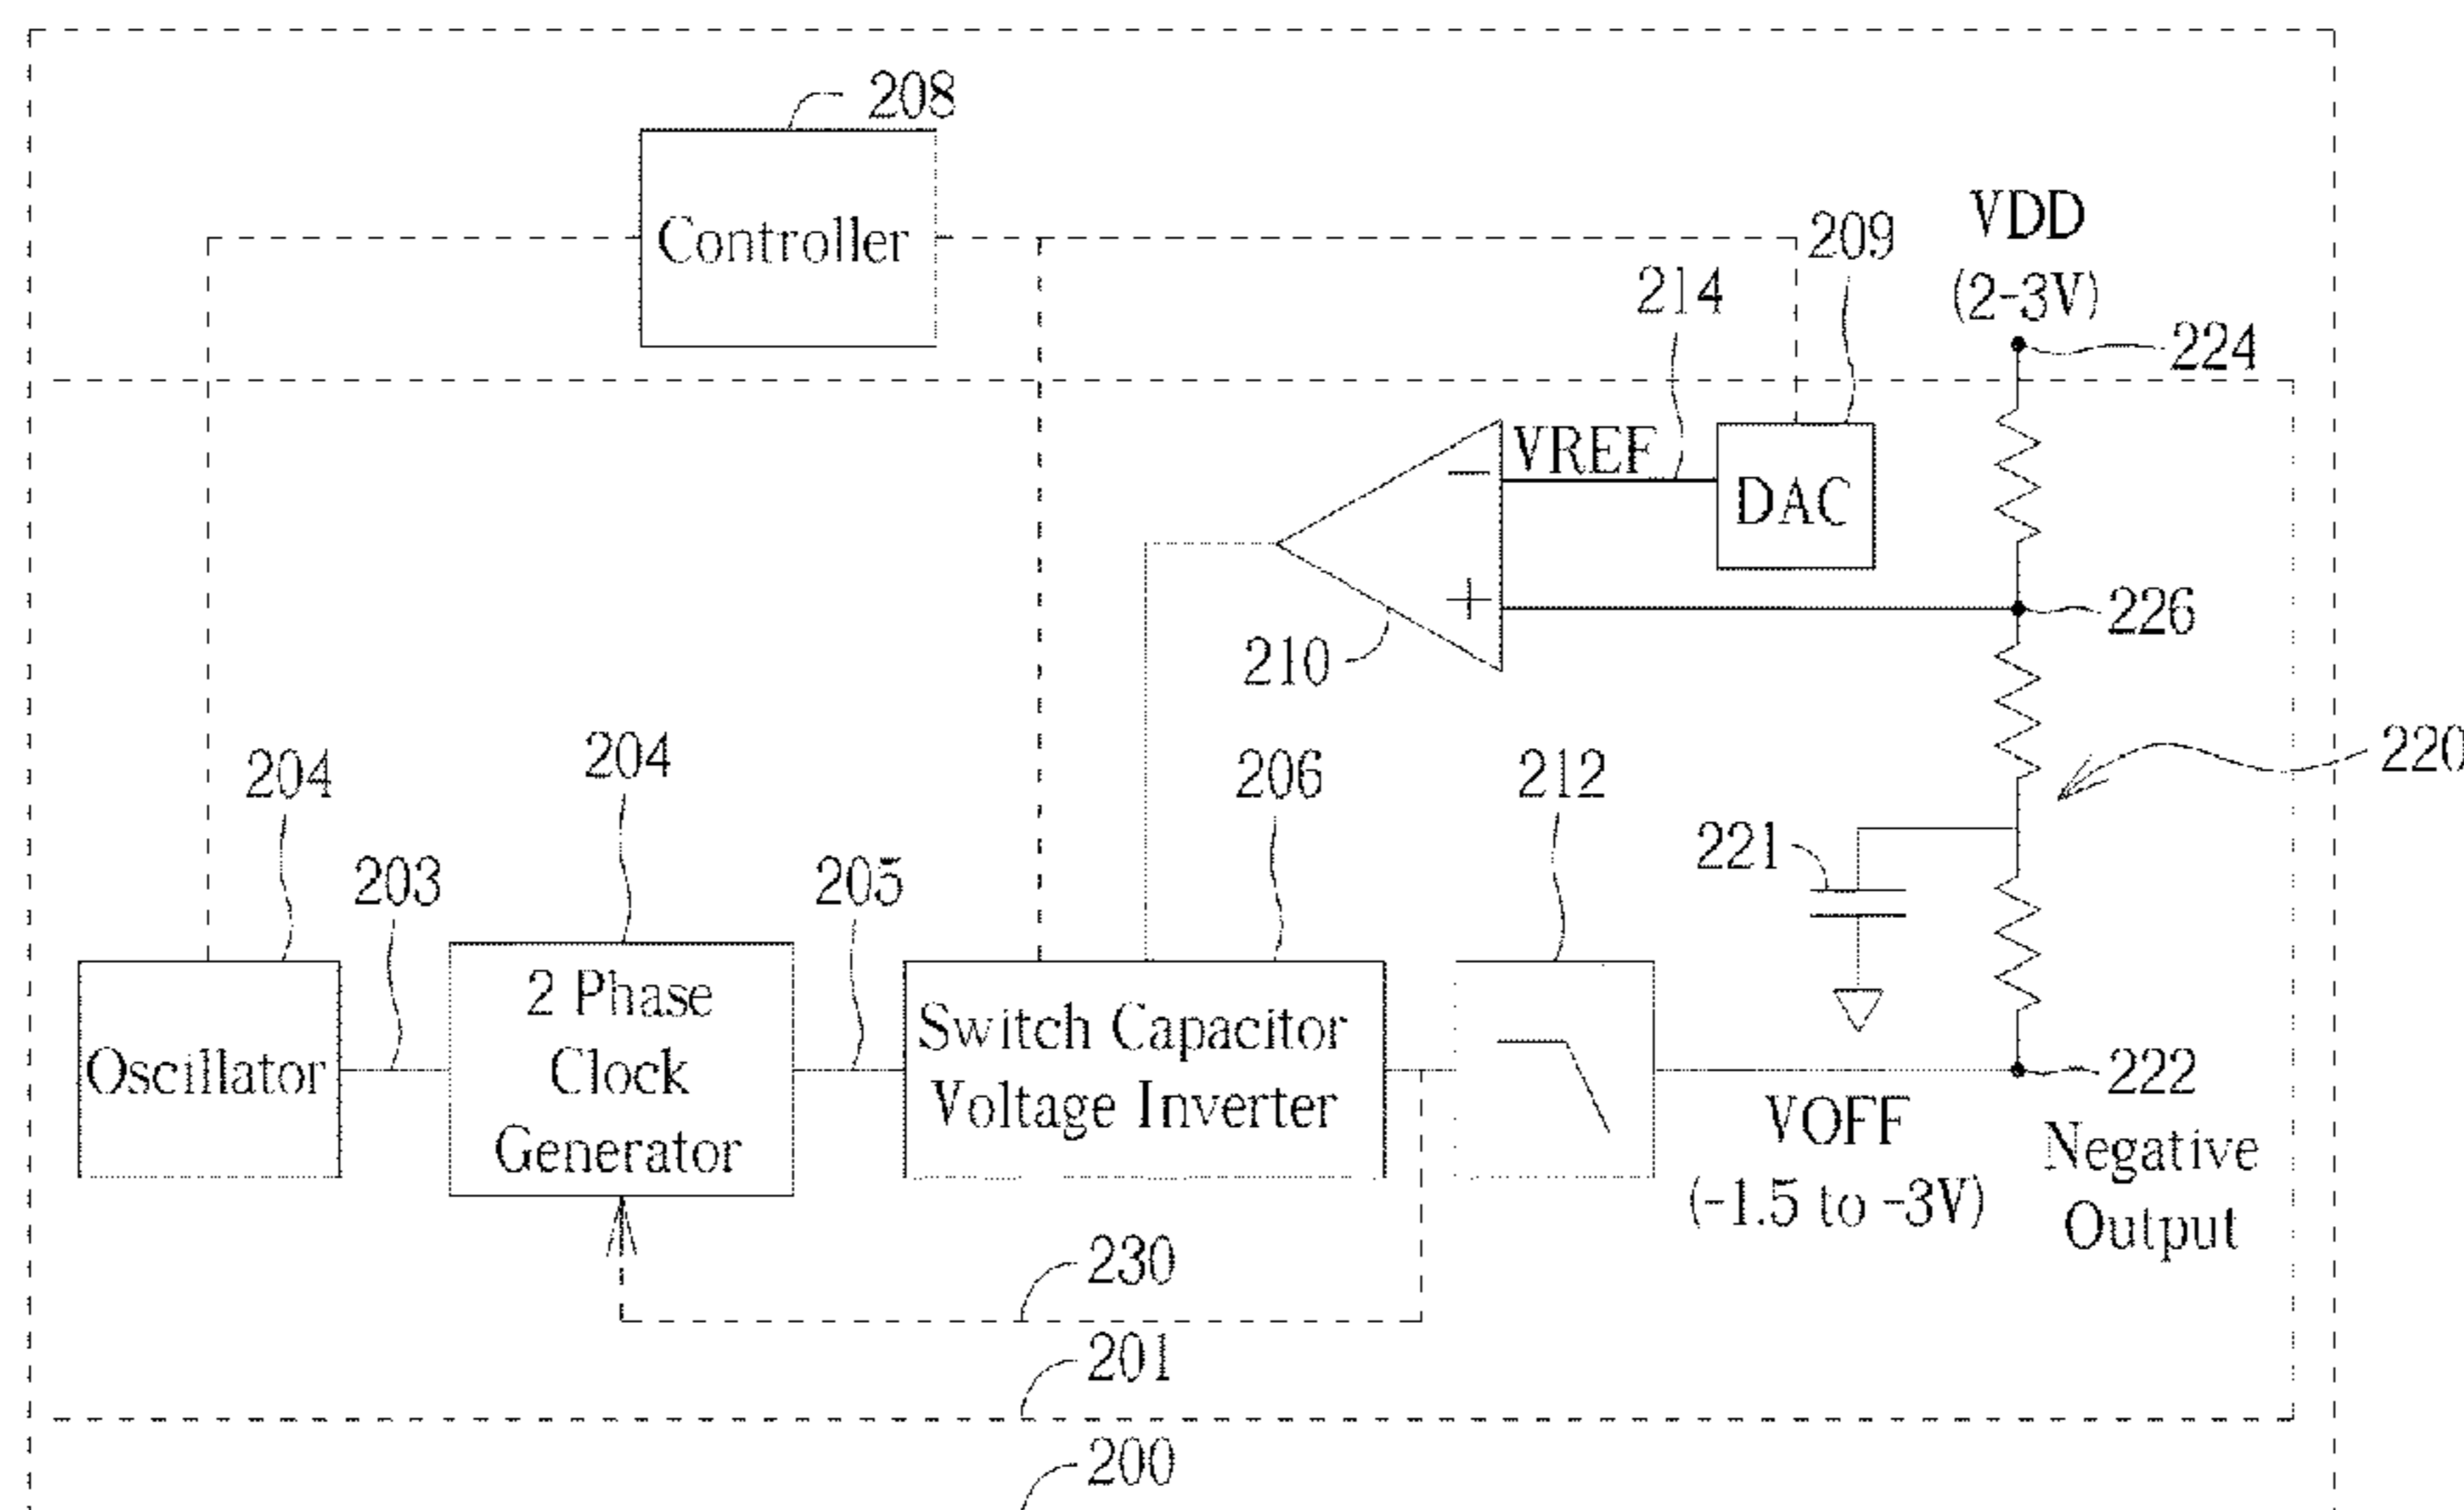 208
Controller
VDD
(2-3V)
209
214
224
VREF
DAC
226
210
220
204
204
206
212
221
203
205
Oscillator
2 Phase
Clock
Generator
Switch Capacitor
Voltage Inverter
222
VOFF
(-1.5 to -3V)
Negative
Output
230
201
200